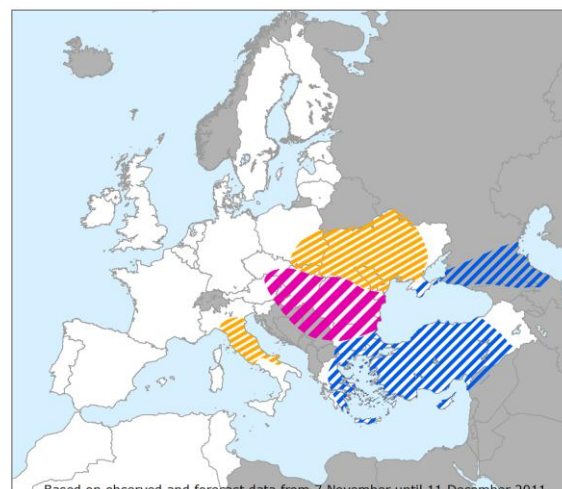 Based on observed and forecast data from 7 November until 11 December 2011